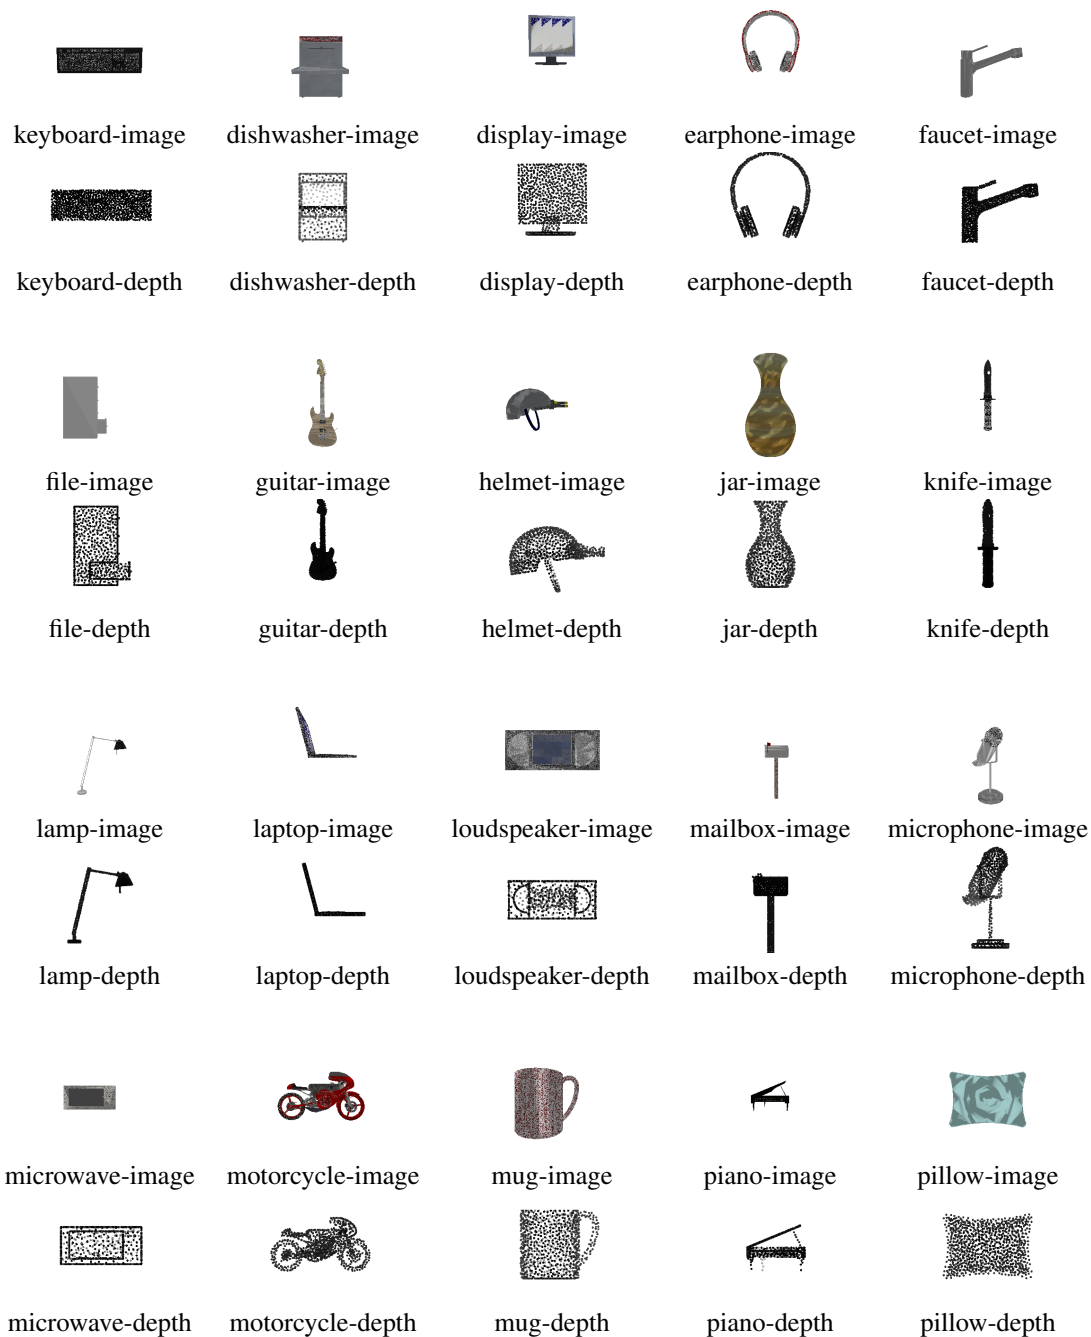 keyboard-image dishwasher-image display-image earphone-image faucet-image
keyboard-depth dishwasher-depth display-depth earphone-depth faucet-depth
file-image guitar-image helmet-image jar-image knife-image
file-depth guitar-depth helmet-depth jar-depth knife-depth
lamp-image laptop-image loudspeaker-image mailbox-image microphone-image
lamp-depth laptop-depth loudspeaker-depth mailbox-depth microphone-depth
microwave-image motorcycle-image mug-image piano-image pillow-image
microwave-depth motorcycle-depth mug-depth piano-depth pillow-depth